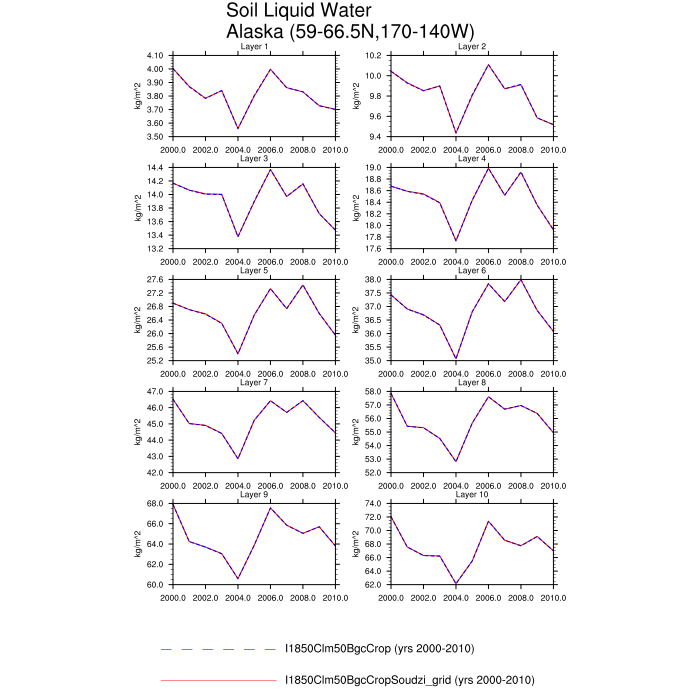 Soil Liquid Water
Alaska (59-66.5N,170-140W)
Layer 1
kg/m^2
4.10
4.00
3.90
3.80
3.70
3.60
3.50
2000.0 2002.0 2004.0 2006.0 2008.0 2010.0
Layer 2
kg/m^2
10.2
10.0
9.8
9.6
9.4
2000.0 2002.0 2004.0 2006.0 2008.0 2010.0
Layer 3
kg/m^2
14.4
14.2
14.0
13.8
13.6
13.4
13.2
2000.0 2002.0 2004.0 2006.0 2008.0 2010.0
Layer 4
kg/m^2
19.0
18.8
18.6
18.4
18.2
18.0
17.8
17.6
2000.0 2002.0 2004.0 2006.0 2008.0 2010.0
Layer 5
kg/m^2
27.6
27.2
26.8
26.4
26.0
25.6
25.2
2000.0 2002.0 2004.0 2006.0 2008.0 2010.0
Layer 6
kg/m^2
38.0
37.5
37.0
36.5
36.0
35.5
35.0
2000.0 2002.0 2004.0 2006.0 2008.0 2010.0
Layer 7
kg/m^2
47.0
46.0
45.0
44.0
43.0
42.0
2000.0 2002.0 2004.0 2006.0 2008.0 2010.0
Layer 8
kg/m^2
58.0
57.0
56.0
55.0
54.0
53.0
52.0
2000.0 2002.0 2004.0 2006.0 2008.0 2010.0
Layer 9
kg/m^2
68.0
66.0
64.0
62.0
60.0
2000.0 2002.0 2004.0 2006.0 2008.0 2010.0
Layer 10
kg/m^2
74.0
72.0
70.0
68.0
66.0
64.0
62.0
2000.0 2002.0 2004.0 2006.0 2008.0 2010.0
I1850Clm50BgcCrop (yrs 2000-2010)
I1850Clm50BgcCropSoudzi_grid (yrs 2000-2010)